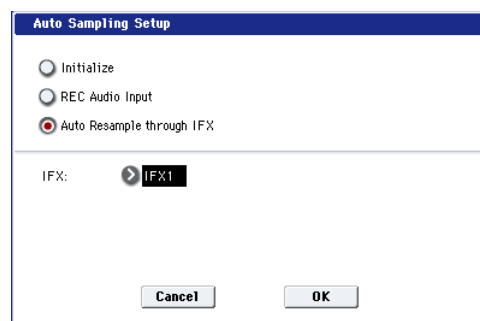 Auto Sampling Setup
Initialize
REC Audio Input
Auto Resample through IFX
IFX: IFX1
Cancel OK